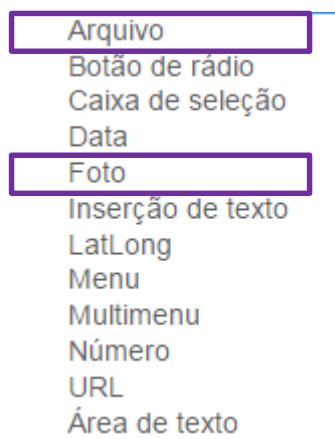 Arquivo
Botão de rádio
Caixa de seleção
Data
Foto
Inserção de texto
LatLong
Menu
Multimenu
Número
URL
Área de texto